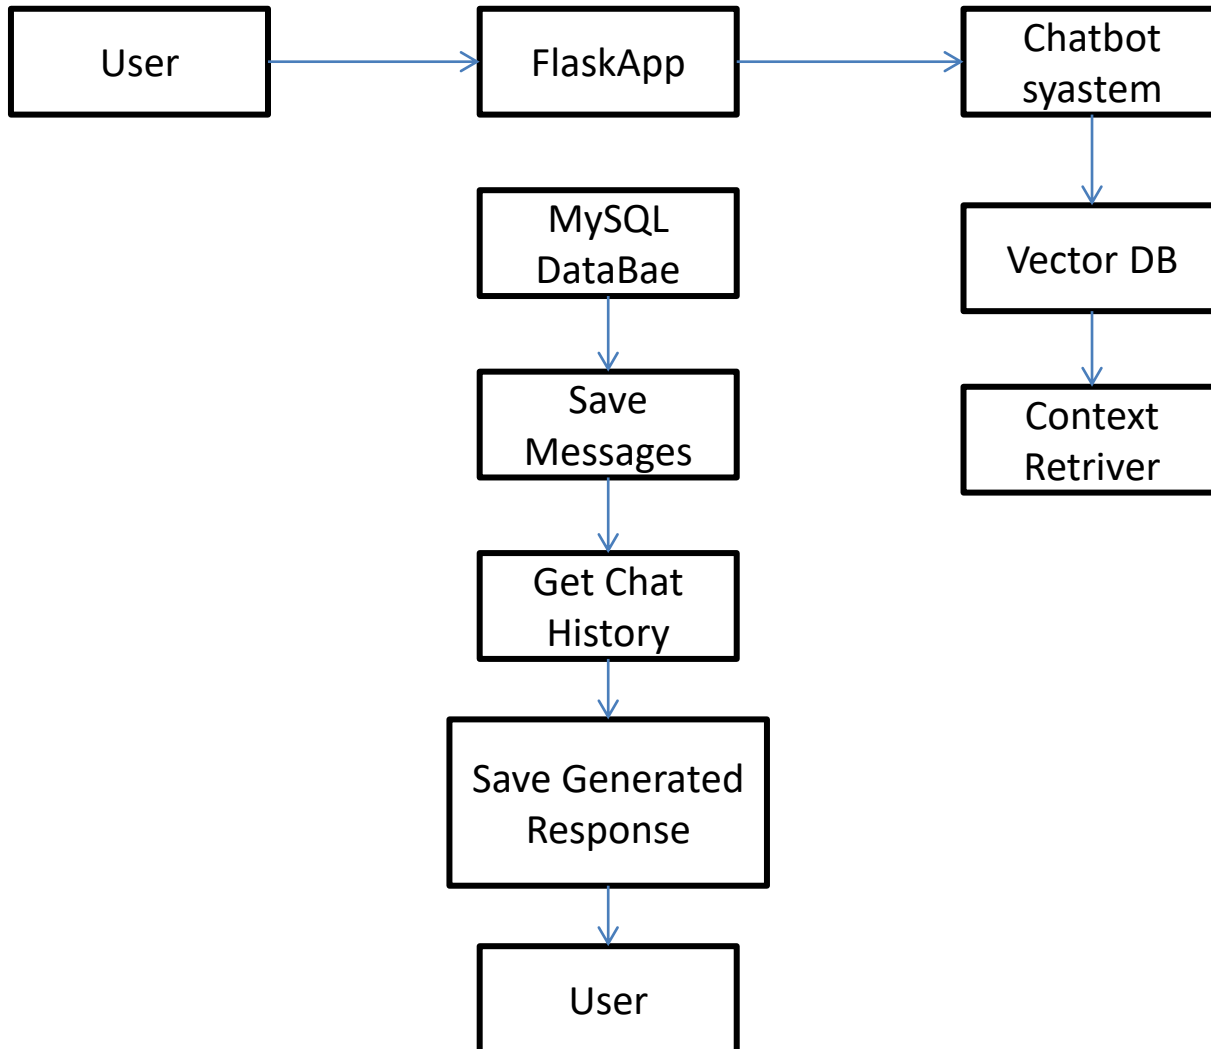 User
FlaskApp
Chatbot
syastem
MySQL
DataBae
Vector DB
Save
Messages
Context
Retriver
Get Chat
History
Save Generated
Response
User